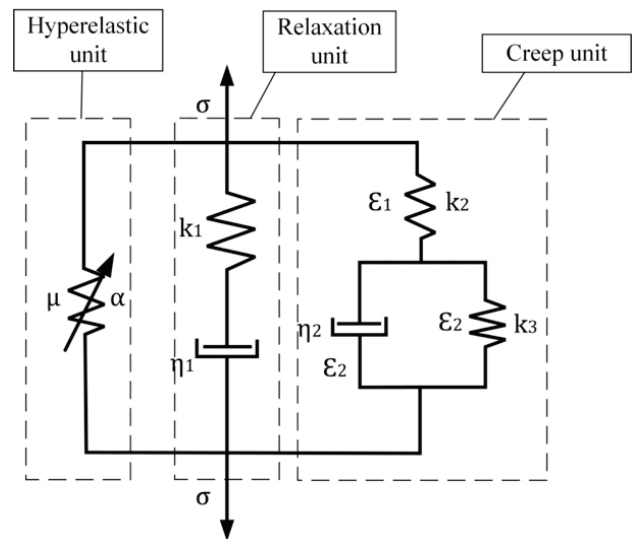 Hyperelastic
unit
Relaxation
unit
Creep unit
σ
ε1
k2
k1
μ
α
η2
ε2
k3
η1
ε2
σ